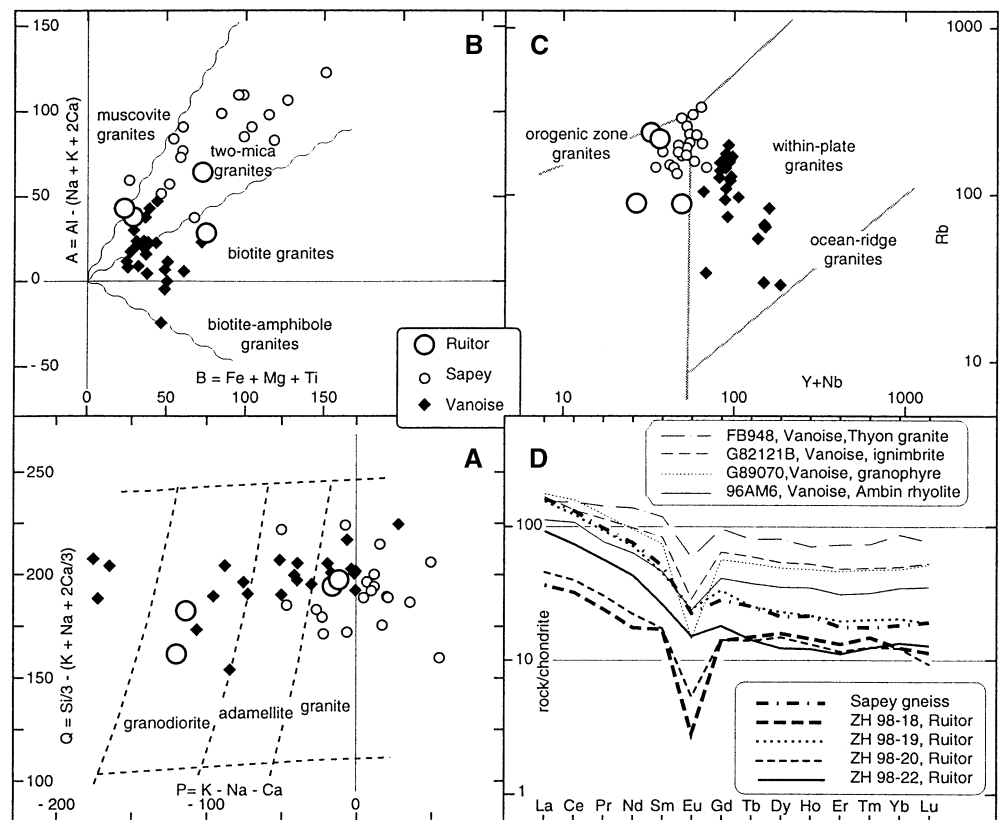 B
100
50
0
- 50
A = Al - (Na + K + 2Ca)
muscovite
granites
two-mica
granites
biotite granites
biotite-amphibole
granites
B = Fe + Mg + Ti
0
50
100
150
C
1000
100
10
Rb
orogenic zone
granites
within-plate
granites
ocean-ridge
granites
Y+Nb
10
100
1000
Ruitor
Sapey
Vanoise
A
250
200
150
100
Q = Si/3 - (K + Na + 2Ca/3)
granodiorite
adamellite
granite
P= K - Na - Ca
- 200
- 100
0
D
FB948, Vanoise,Thyon granite
G82121B, Vanoise, ignimbrite
G89070,Vanoise, granophyre
96AM6, Vanoise, Ambin rhyolite
100
10
1
rock/chondrite
Sapey gneiss
ZH 98-18, Ruitor
ZH 98-19, Ruitor
ZH 98-20, Ruitor
ZH 98-22, Ruitor
La Ce Pr Nd Sm Eu Gd Tb Dy Ho Er Tm Yb Lu